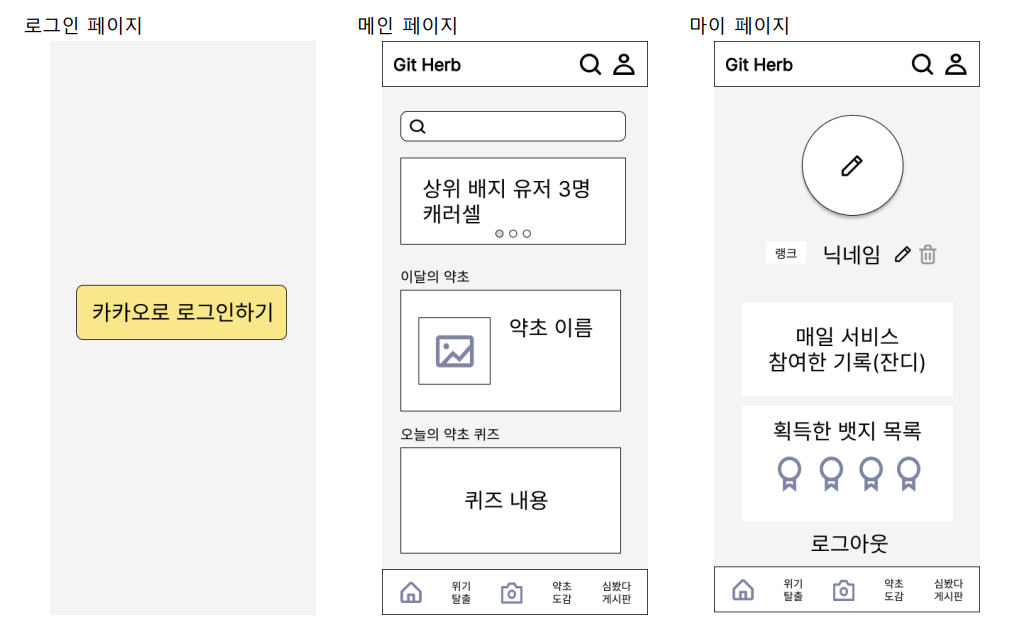 로그인 페이지
카카오로 로그인하기
메인 페이지
Git Herb
상위 배지 유저 3명
캐러셀
이달의 약초
약초 이름
오늘의 약초 퀴즈
퀴즈 내용
위기
탈출
약초
도감
심봤다
게시판
마이 페이지
Git Herb
랭크
닉네임
매일 서비스
참여한 기록(잔디)
획득한 뱃지 목록
로그아웃
위기
탈출
약초
도감
심봤다
게시판